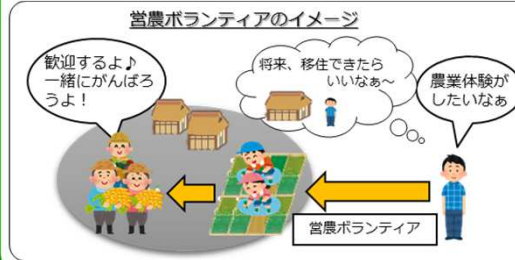 営農ボランティアのイメージ
歓迎するよ♪
一緒にがんばろ
うよ！
将来、移住できたら
いいなぁ～
農業体験が
したいなぁ
営農ボランティア